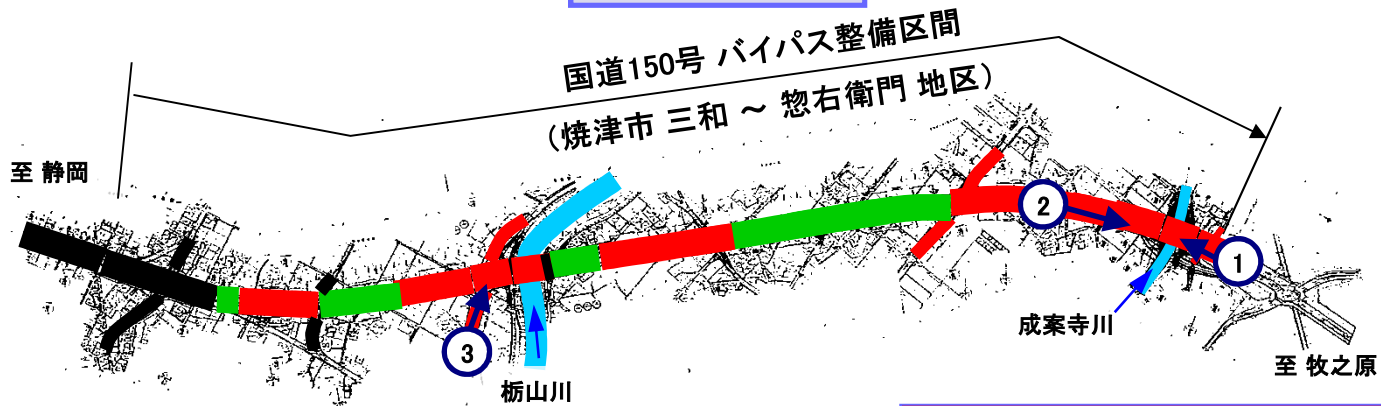 国道150号 バイパス整備区間
(焼津市 三和 ～ 惣右衛門 地区)
至 静岡
②
①
③
成案寺川
栃山川
至 牧之原